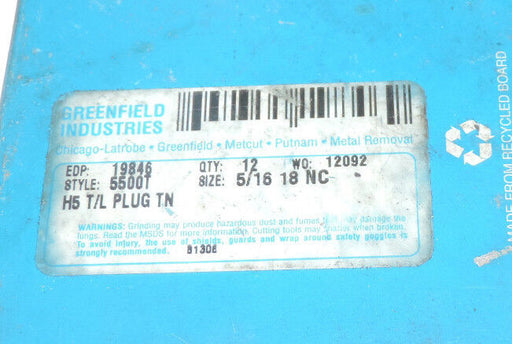 GREENFIELD
INDUSTRIES
Chicago-Latrobe • Greenfield • Metcut • Putnam • Metal Removal
EDP: 19846 QTY: 12 WO: 12092
STYLE: 5500T SIZE: 5/16 18 NC
H5 T/L PLUG TN
WARNINGS: Grinding may produce hazardous dust and fumes may damage the
lungs. Read the MSDS for more information. Cutting tools may shatter when broken.
To avoid injury, the use of shields, guards and wrap around safety goggles is
strongly recommended. 81306
MADE FROM RECYCLED BOARD